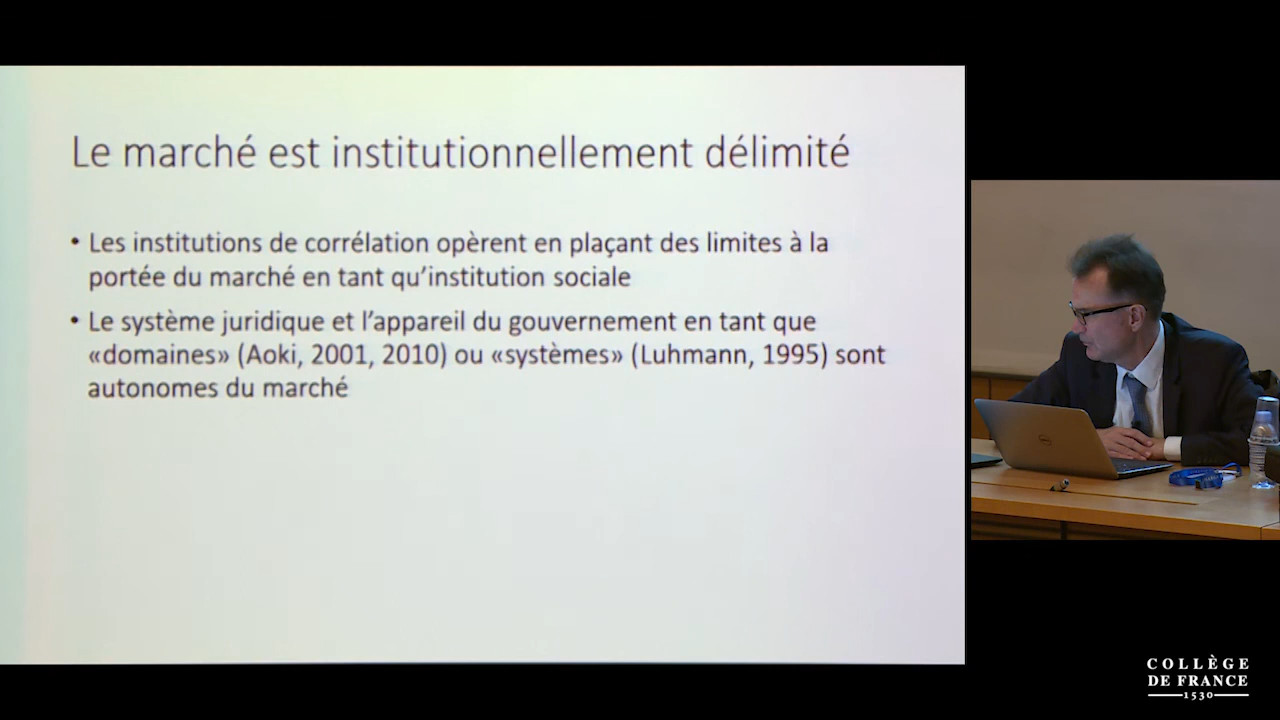 Le marché est institutionnellement délimité
• Les institutions de corrélation opèrent en plaçant des limites à la
portée du marché en tant qu’institution sociale
• Le système juridique et l’appareil du gouvernement en tant que
«domaines» (Aoki, 2001, 2010) ou «systèmes» (Luhmann, 1995) sont
autonomes du marché
COLLÈGE
DE FRANCE
1530